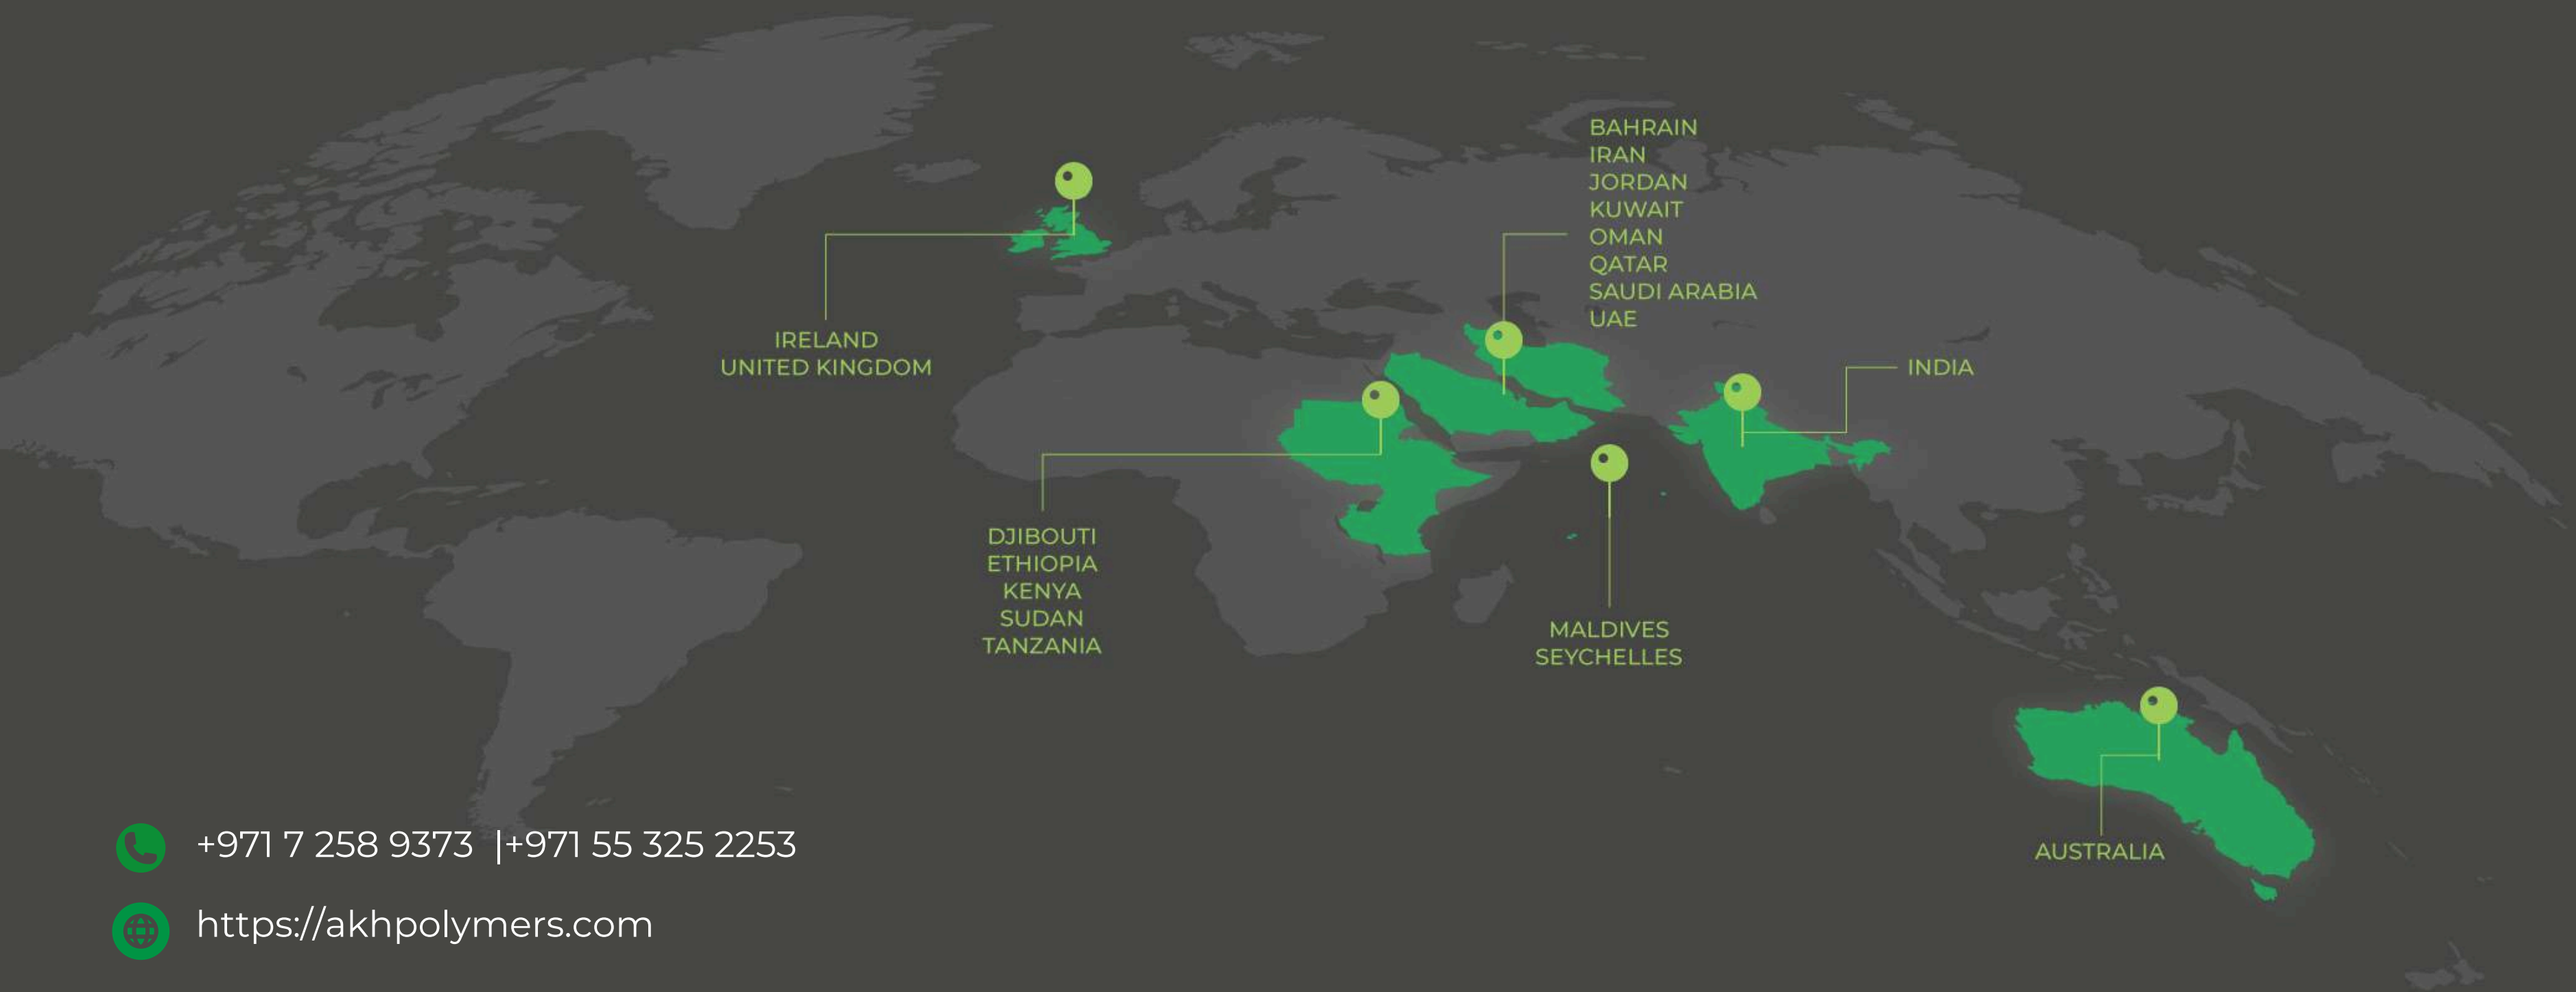 BAHRAIN
IRAN
JORDAN
KUWAIT
OMAN
QATAR
SAUDI ARABIA
UAE
IRELAND
UNITED KINGDOM
INDIA
DJIBOUTI
ETHIOPIA
KENYA
SUDAN
TANZANIA
MALDIVES
SEYCHELLES
AUSTRALIA
+971 7 258 9373 |+971 55 325 2253
https://akhpolymers.com